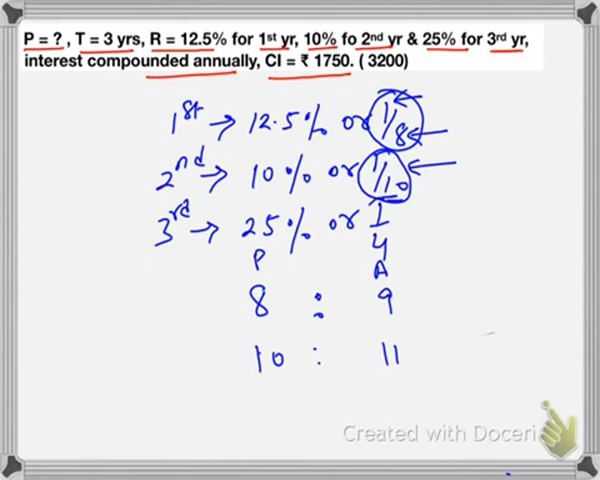 P = ? , T = 3 yrs, R = 12.5% for 1st yr, 10% fo 2nd yr & 25% for 3rd yr,
interest compounded annually, CI = ₹ 1750. ( 3200)
1st → 12.5% or 1/8
2nd → 10% or 1/10
3rd → 25% or 1/4
P A
8 : 9
10 : 11
Created with Doceri